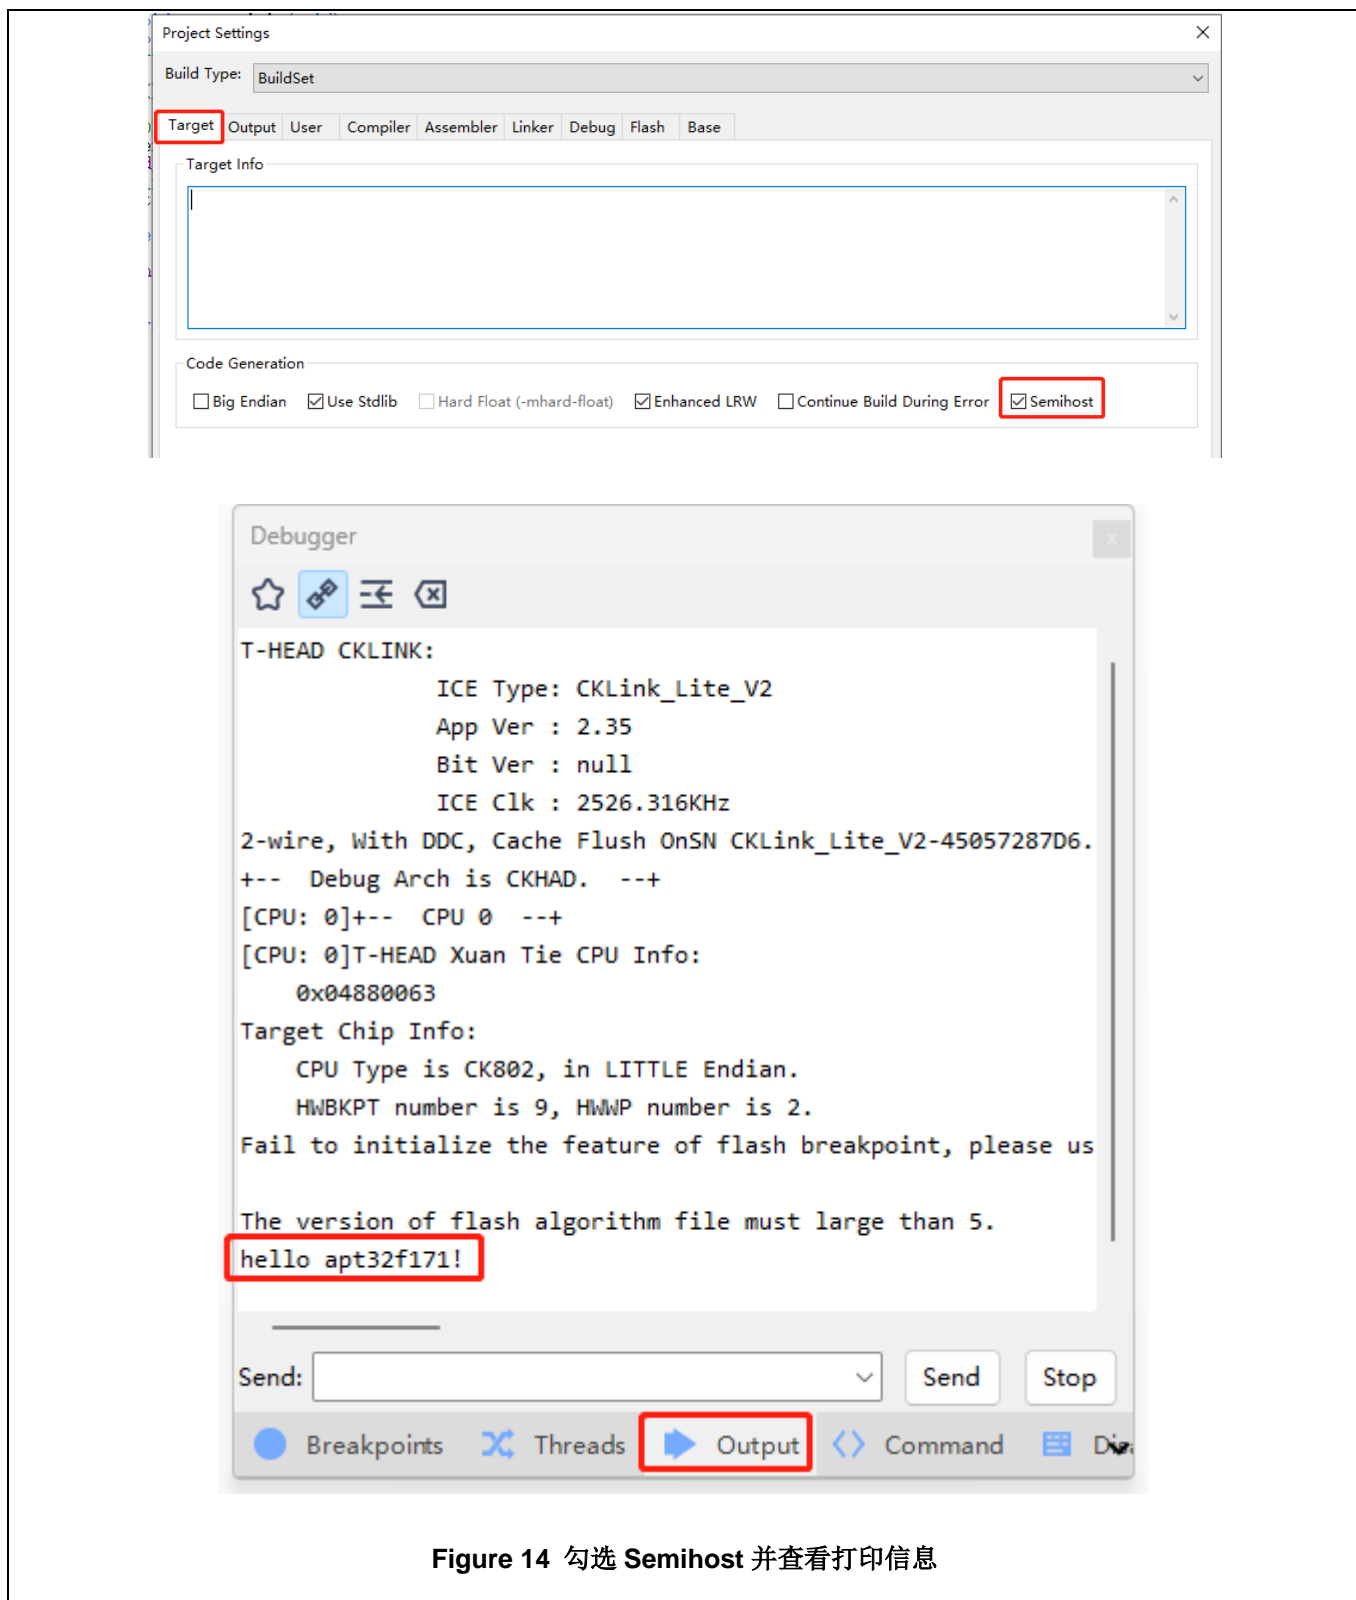 Project Settings
Build Type: BuildSet
Target Output User Compiler Assembler Linker Debug Flash Base
Target Info
Code Generation
Big Endian Use Stdlib Hard Float (-mhard-float) Enhanced LRW Continue Build During Error Semihost
Debugger
T-HEAD CKLINK:
ICE Type: CKLink_Lite_V2
App Ver : 2.35
Bit Ver : null
ICE Clk : 2526.316KHz
2-wire, With DDC, Cache Flush OnSN CKLink_Lite_V2-45057287D6.
+-- Debug Arch is CKHAD. --+
[CPU: 0]+-- CPU 0 --+
[CPU: 0]T-HEAD Xuan Tie CPU Info:
0x04880063
Target Chip Info:
CPU Type is CK802, in LITTLE Endian.
HWBKPT number is 9, HWWP number is 2.
Fail to initialize the feature of flash breakpoint, please us
The version of flash algorithm file must large than 5.
hello apt32f171!
Send: Send Stop
Breakpoints Threads Output Command
Figure 14 勾选 Semihost 并查看打印信息